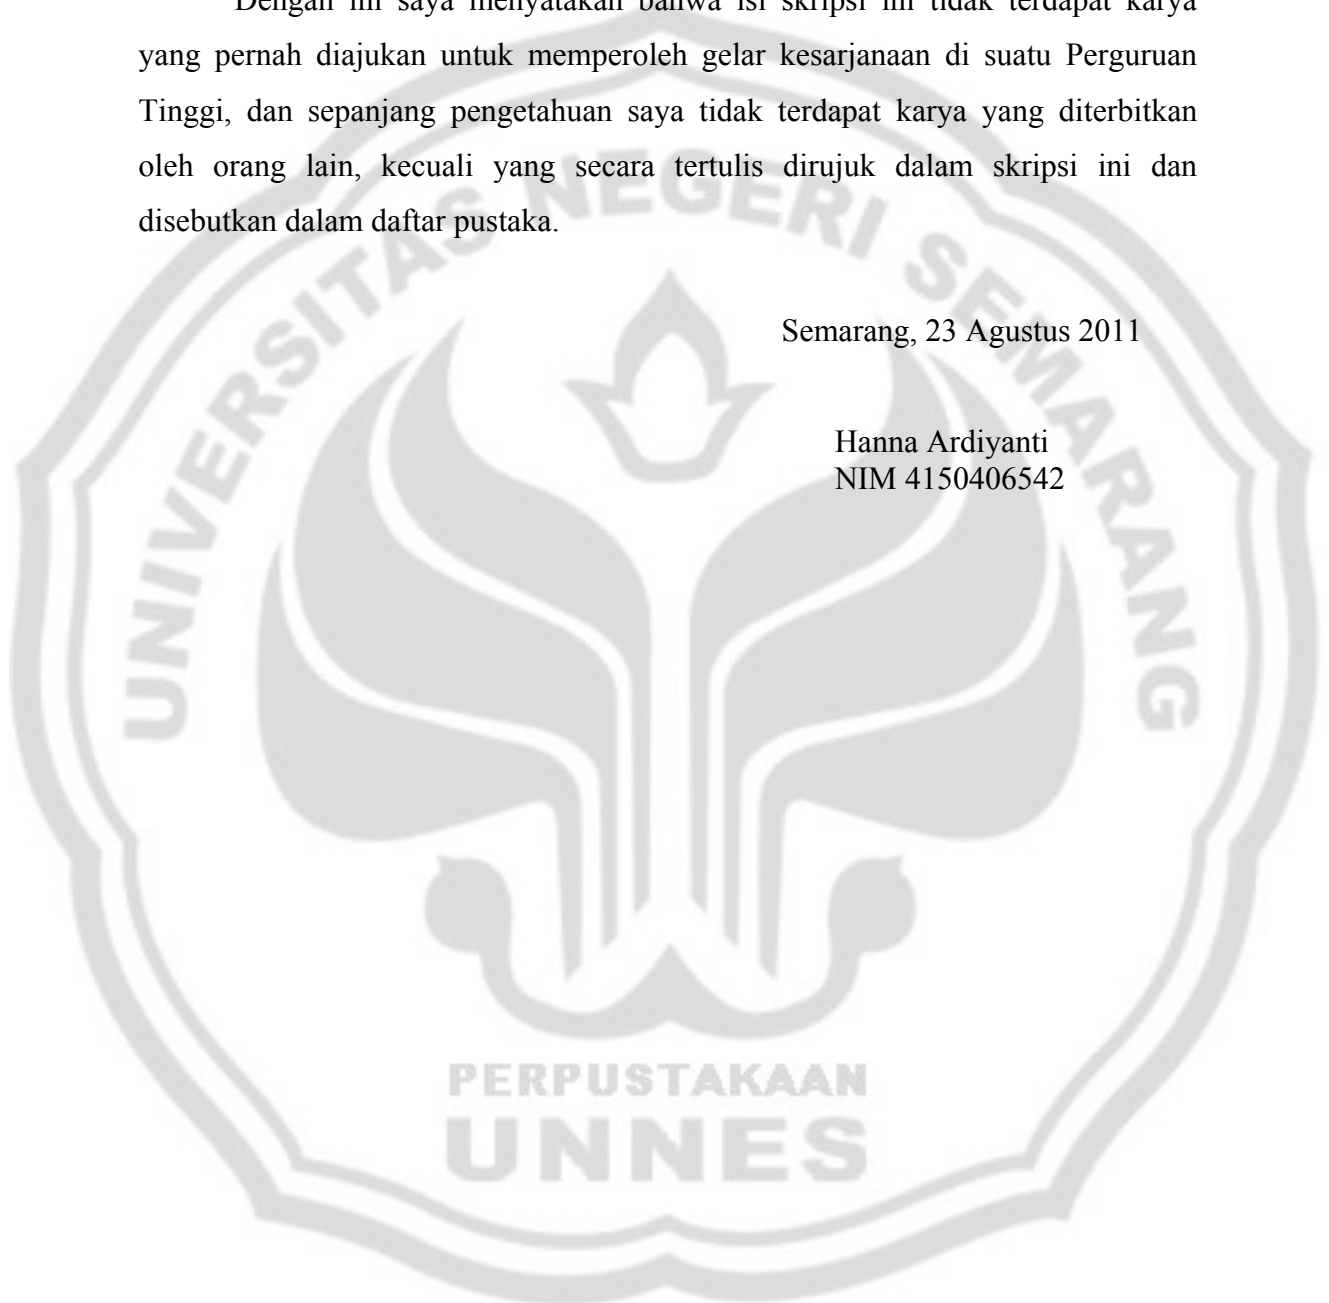 Dengan ini saya menyatakan bahwa isi skripsi ini tidak terdapat karya
yang pernah diajukan untuk memperoleh gelar kesarjanaan di suatu Perguruan
Tinggi, dan sepanjang pengetahuan saya tidak terdapat karya yang diterbitkan
oleh orang lain, kecuali yang secara tertulis dirujuk dalam skripsi ini dan
disebutkan dalam daftar pustaka.
Semarang, 23 Agustus 2011
Hanna Ardiyanti
NIM 4150406542
UNIVERSITAS NEGERI SEMARANG
PERPUSTAKAAN
UNNES